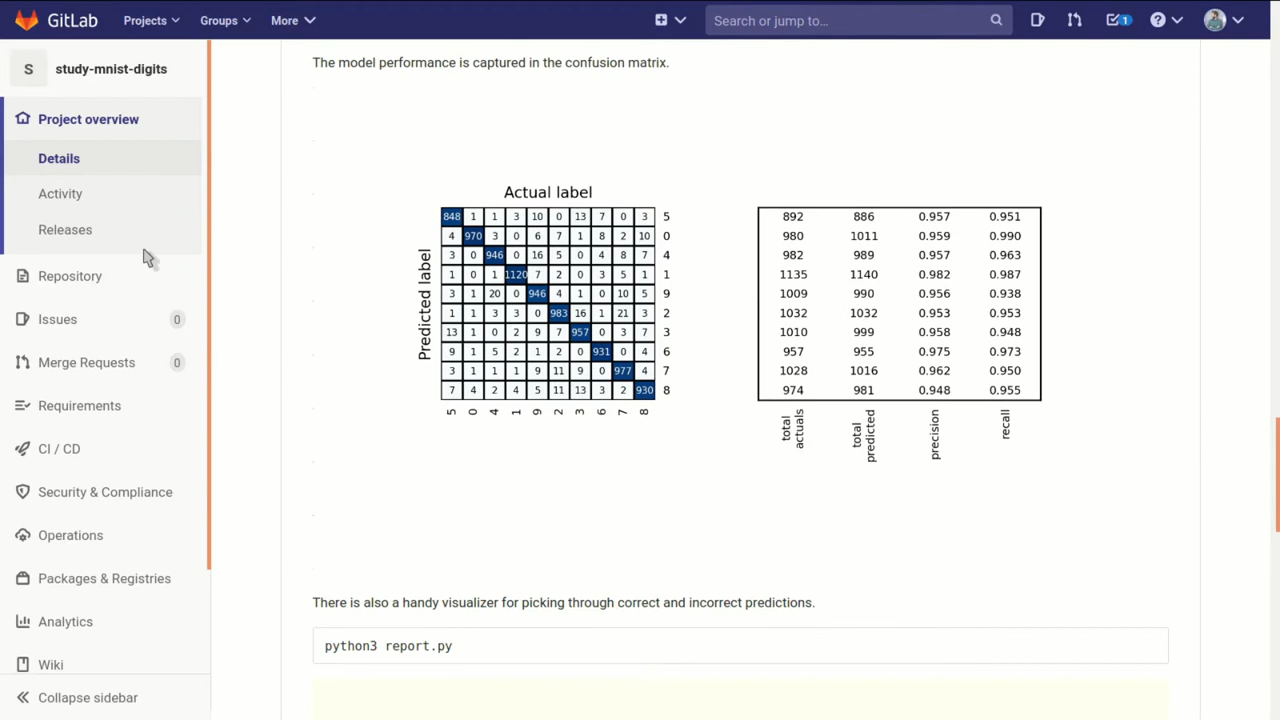 GitLab Projects Groups More Search or jump to... 1
S study-mnist-digits
Project overview
Details
Activity
Releases
Repository
Issues 0
Merge Requests 0
Requirements
CI / CD
Security & Compliance
Operations
Packages & Registries
Analytics
Wiki
Collapse sidebar
The model performance is captured in the confusion matrix.
Actual label
Predicted label
848 1 1 3 10 0 13 7 0 3 5
4 970 3 0 6 7 1 8 2 10 0
3 0 946 0 16 5 0 4 8 7 4
1 0 1 1120 7 2 0 3 5 1 1
3 1 20 0 946 4 1 0 10 5 9
1 1 3 3 0 983 16 1 21 3 2
13 1 0 2 9 7 957 0 3 7 3
9 1 5 2 1 2 0 931 0 4 6
3 1 1 1 9 11 9 0 977 4 7
7 4 2 4 5 11 13 3 2 930 8
5 0 4 1 9 2 3 6 7 8
892 886 0.957 0.951
980 1011 0.959 0.990
982 989 0.957 0.963
1135 1140 0.982 0.987
1009 990 0.956 0.938
1032 1032 0.953 0.953
1010 999 0.958 0.948
957 955 0.975 0.973
1028 1016 0.962 0.950
974 981 0.948 0.955
total actuals
total predicted
precision
recall
There is also a handy visualizer for picking through correct and incorrect predictions.
python3 report.py